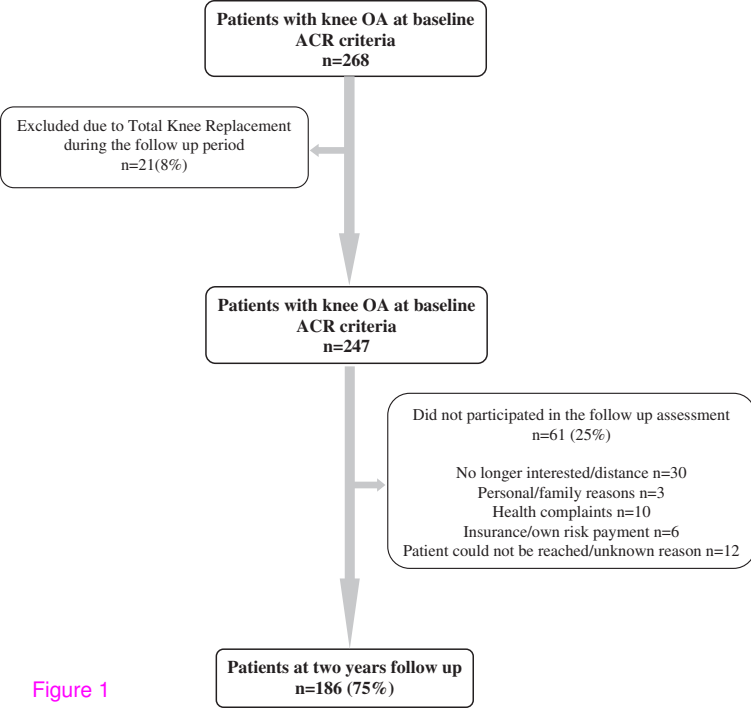 Patients with knee OA at baseline
ACR criteria
n=268
Excluded due to Total Knee Replacement
during the follow up period
n=21(8%)
Patients with knee OA at baseline
ACR criteria
n=247
Did not participated in the follow up assessment
n=61 (25%)
No longer interested/distance n=30
Personal/family reasons n=3
Health complaints n=10
Insurance/own risk payment n=6
Patient could not be reached/unknown reason n=12
Patients at two years follow up
n=186 (75%)
Figure 1